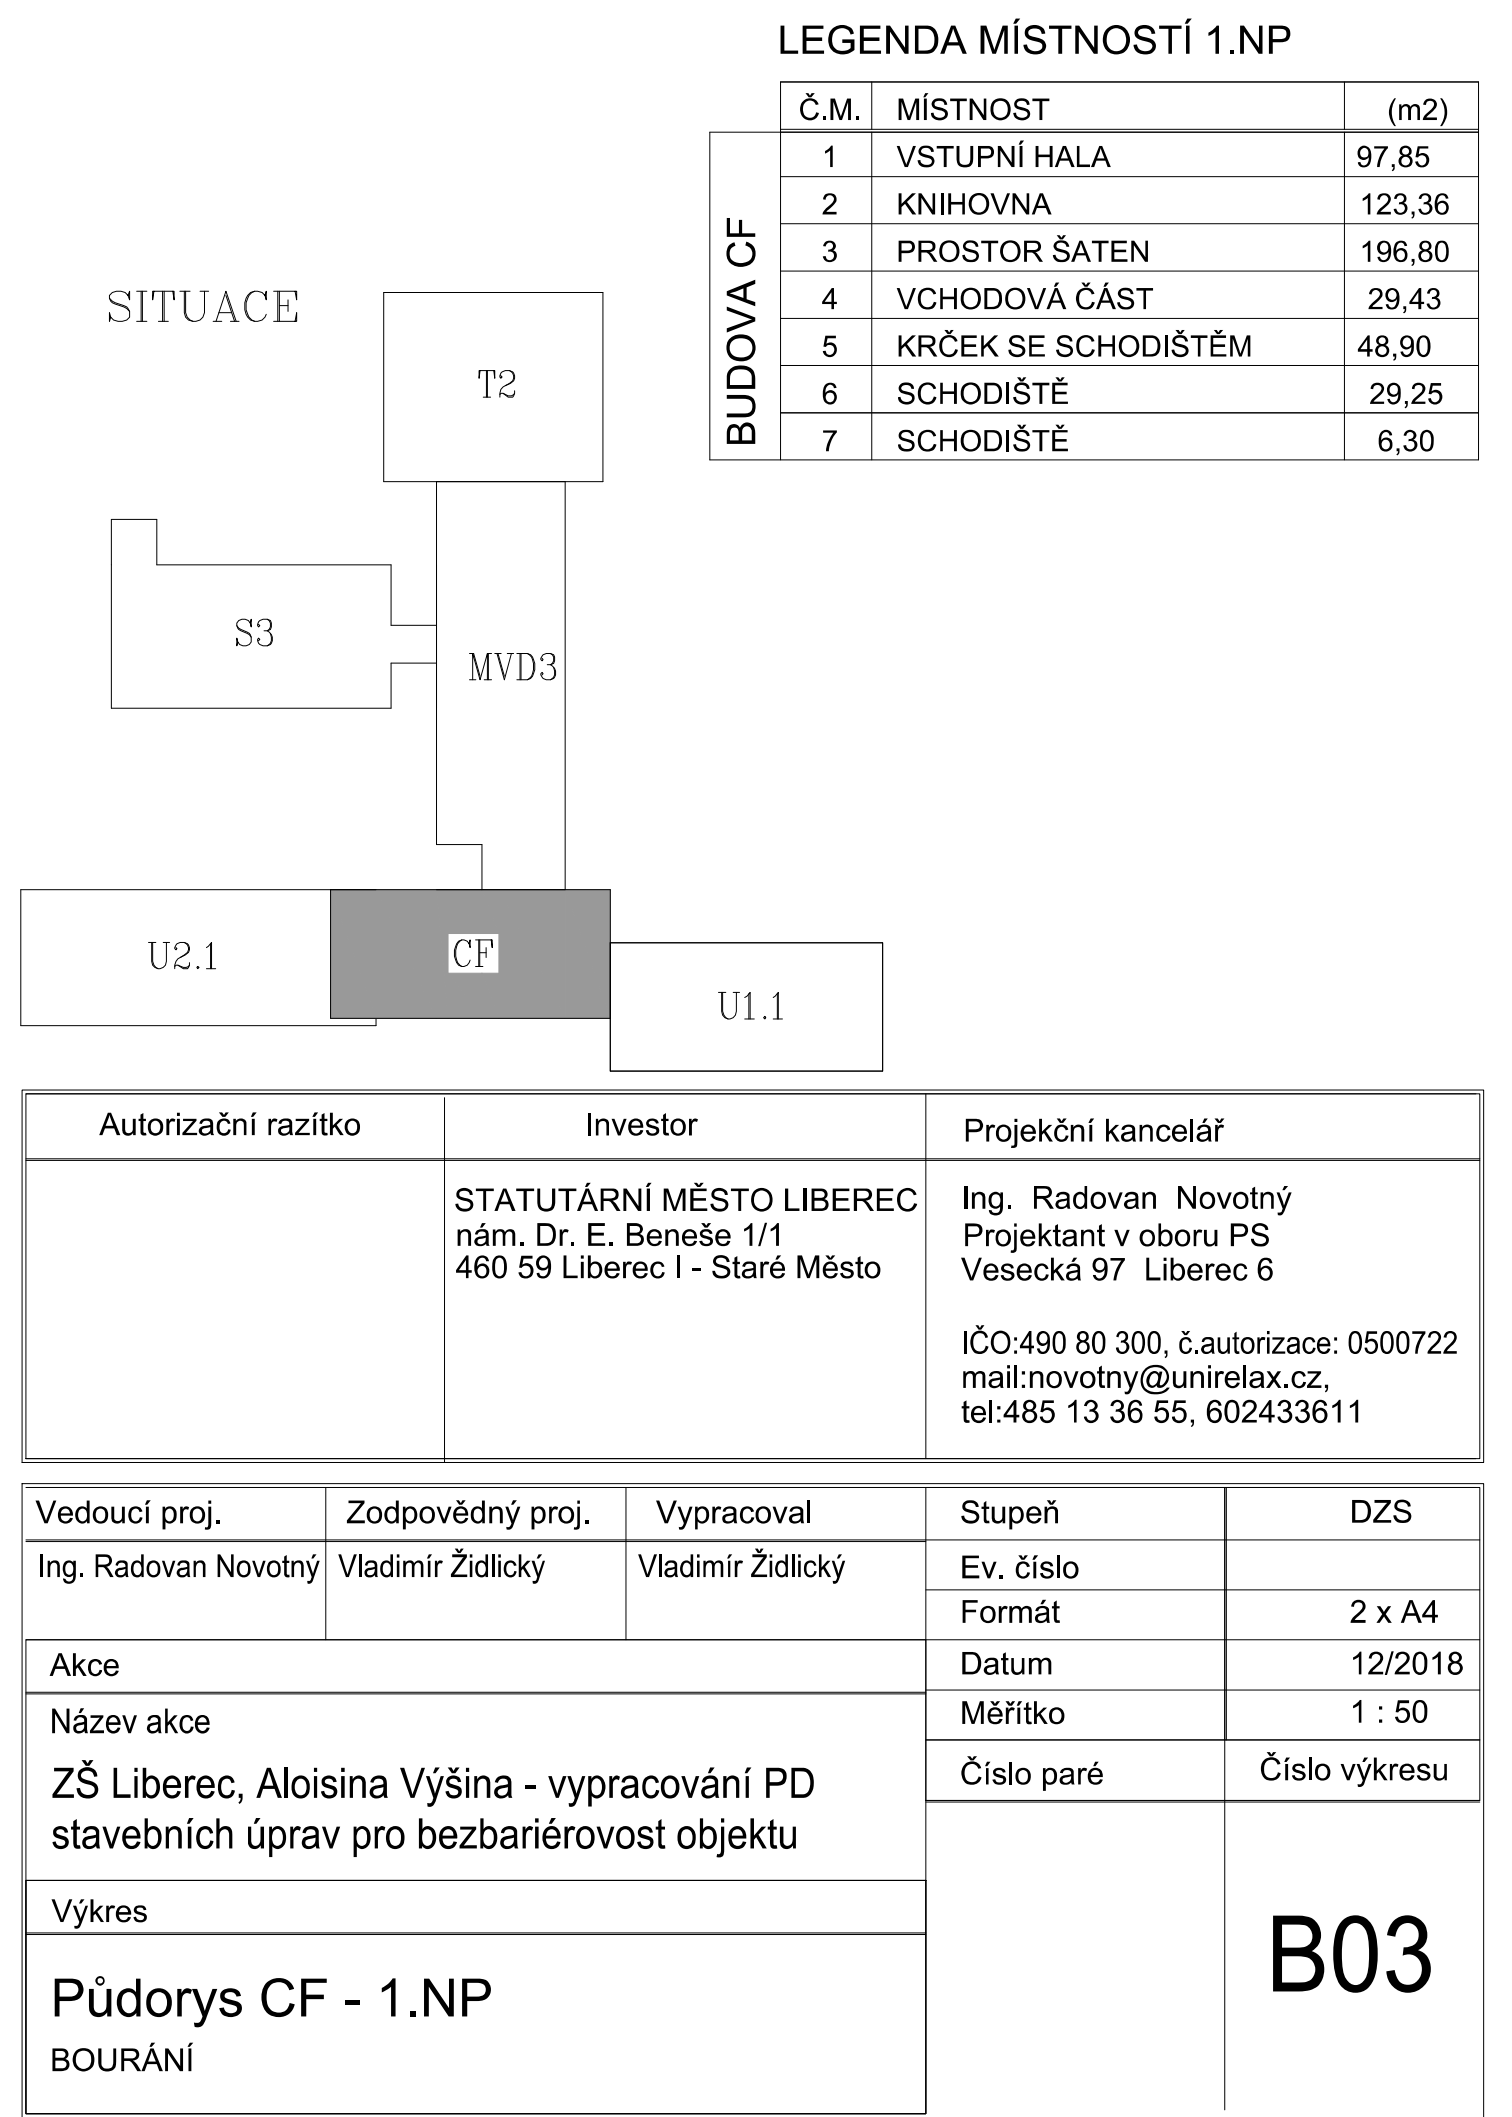 LEGENDA MÍSTNOSTÍ 1.NP
Č.M. MÍSTNOST (m2)
BUDOVA CF
1 VSTUPNÍ HALA 97,85
2 KNIHOVNA 123,36
3 PROSTOR ŠATEN 196,80
4 VCHODOVÁ ČÁST 29,43
5 KRČEK SE SCHODIŠTĚM 48,90
6 SCHODIŠTĚ 29,25
7 SCHODIŠTĚ 6,30
SITUACE
T2
S3
MVD3
U2.1
CF
U1.1
Autorizační razítko
Investor
STATUTÁRNÍ MĚSTO LIBEREC
nám. Dr. E. Beneše 1/1
460 59 Liberec I - Staré Město
Projekční kancelář
Ing. Radovan Novotný
Projektant v oboru PS
Vesecká 97 Liberec 6
IČO:490 80 300, č.autorizace: 0500722
mail:novotny@unirelax.cz,
tel:485 13 36 55, 602433611
Vedoucí proj. Zodpovědný proj. Vypracoval
Ing. Radovan Novotný Vladimír Židlický Vladimír Židlický
Akce
Název akce
ZŠ Liberec, Aloisina Výšina - vypracování PD
stavebních úprav pro bezbariérovost objektu
Výkres
Půdorys CF - 1.NP
BOURÁNÍ
Stupeň DZS
Ev. číslo
Formát 2 x A4
Datum 12/2018
Měřítko 1 : 50
Číslo paré Číslo výkresu
B03